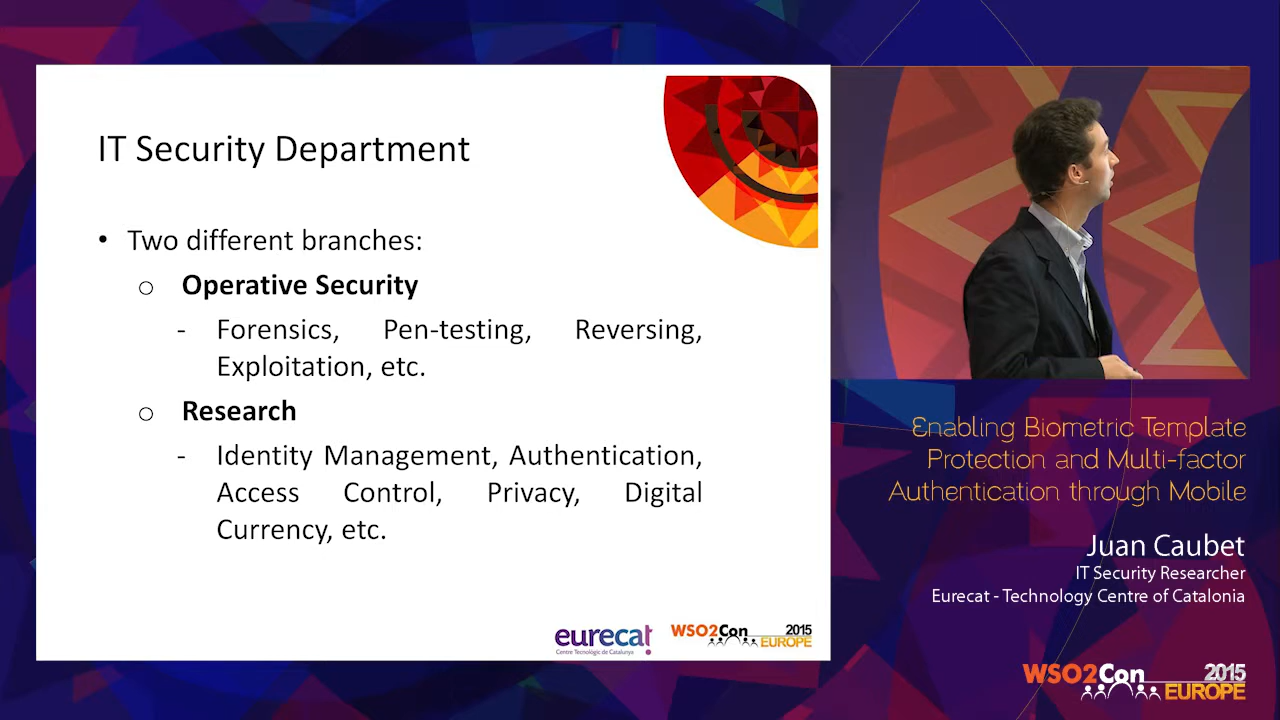 IT Security Department
• Two different branches:
o Operative Security
- Forensics, Pen-testing, Reversing,
Exploitation, etc.
o Research
- Identity Management, Authentication,
Access Control, Privacy, Digital
Currency, etc.
eurecat
Centre Tecnològic de Catalunya
WSO2Con 2015
EUROPE
Enabling Biometric Template
Protection and Multi-factor
Authentication through Mobile
Juan Caubet
IT Security Researcher
Eurecat - Technology Centre of Catalonia
WSO2Con 2015
EUROPE